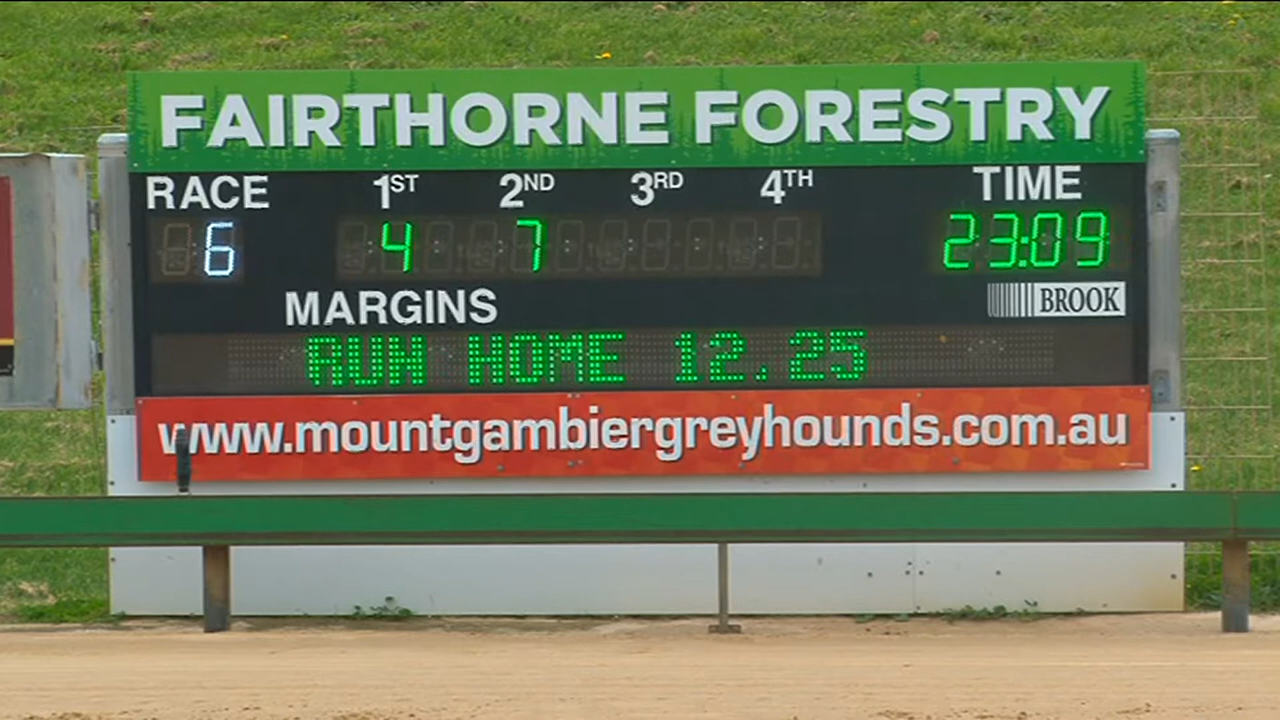 FAIRTHORNE FORESTRY
RACE 1ST 2ND 3RD 4TH TIME
6 4 7 23:09
MARGINS BROOK
RUN HOME 12.25
www.mountgambiergreyhounds.com.au